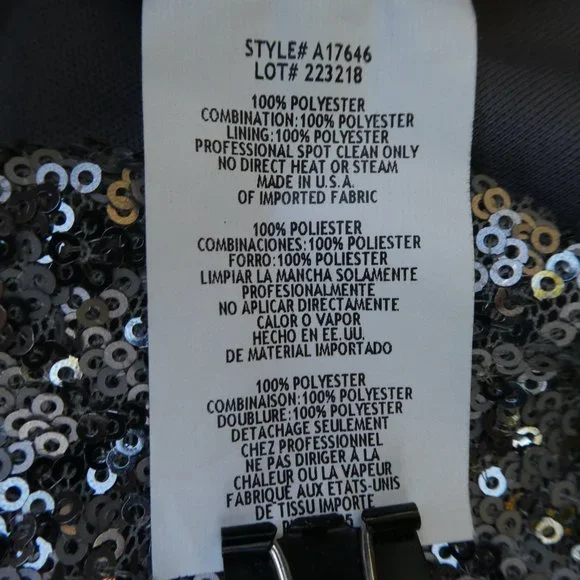 STYLE# A17646
LOT# 223218
100% POLYESTER
COMBINATION:100% POLYESTER
LINING:100% POLYESTER
PROFESSIONAL SPOT CLEAN ONLY
NO DIRECT HEAT OR STEAM
MADE IN U.S.A.
OF IMPORTED FABRIC
100% POLIESTER
COMBINACIONES:100% POLIESTER
FORRO:100% POLIESTER
LIMPIAR LA MANCHA SOLAMENTE
PROFESIONALMENTE
NO APLICAR DIRECTAMENTE
CALOR O VAPOR
HECHO EN EE.UU.
DE MATERIAL IMPORTADO
100% POLYESTER
COMBINAISON:100% POLYESTER
DOUBLURE:100% POLYESTER
DETACHAGE SEULEMENT
CHEZ PROFESSIONNEL
NE PAS DIRIGER À LA
CHALEUR OU LA VAPEUR
FABRIQUÉ AUX ETATS-UNIS
DE TISSU IMPORTE